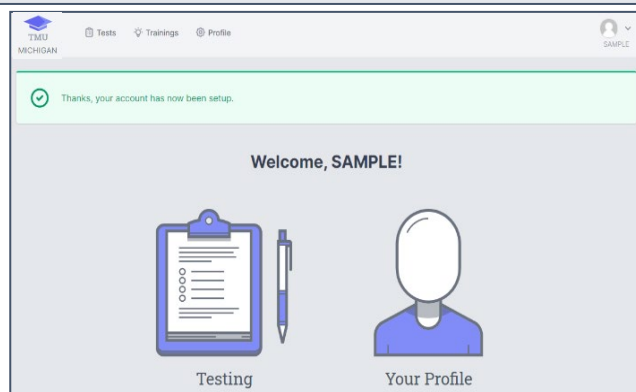 TMU
MICHIGAN
Tests
Trainings
Profile
SAMPLE
Thanks, your account has now been setup.
Welcome, SAMPLE!
Testing
Your Profile